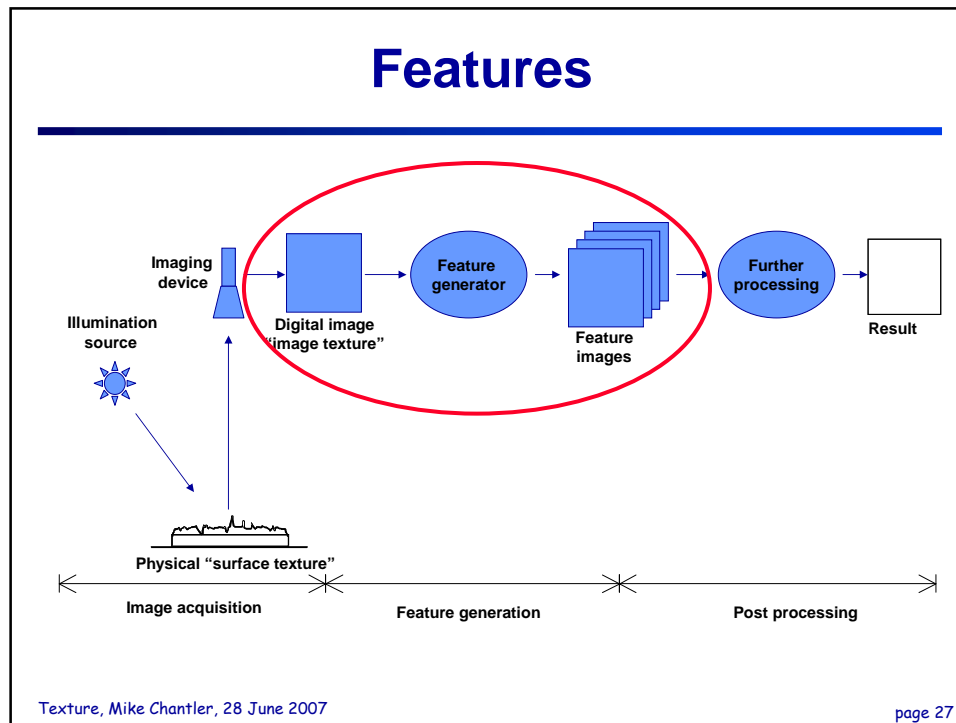 Features
Imaging
device
Illumination
source
Digital image
“image texture”
Feature
generator
Feature
images
Further
processing
Result
Physical “surface texture”
Image acquisition
Feature generation
Post processing
Texture, Mike Chantler, 28 June 2007
page 27